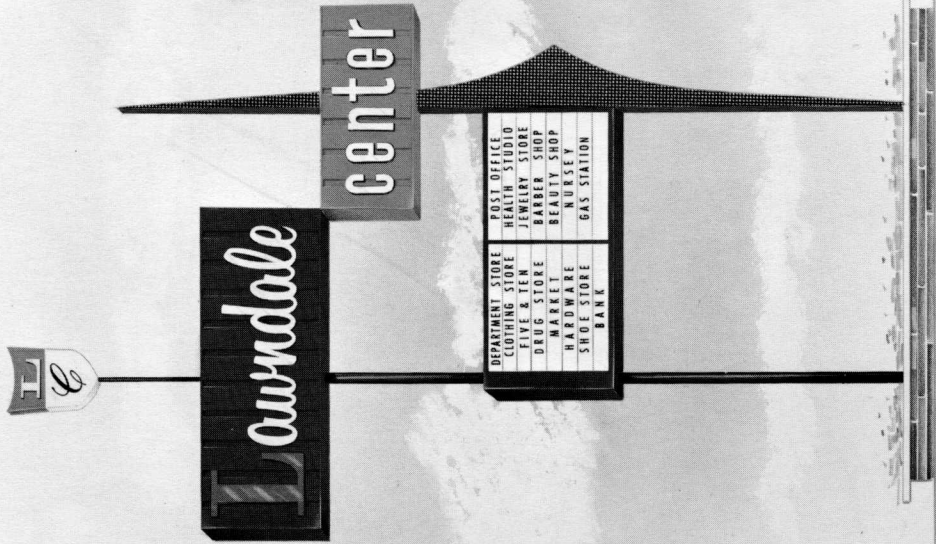 L
C
Lawndale
center
DEPARTMENT STORE
CLOTHING STORE
FIVE & TEN
DRUG STORE
MARKET
HARDWARE
SHOE STORE
BANK
POST OFFICE
HEALTH STUDIO
JEWELRY STORE
BARBER SHOP
BEAUTY SHOP
NURSEY
GAS STATION